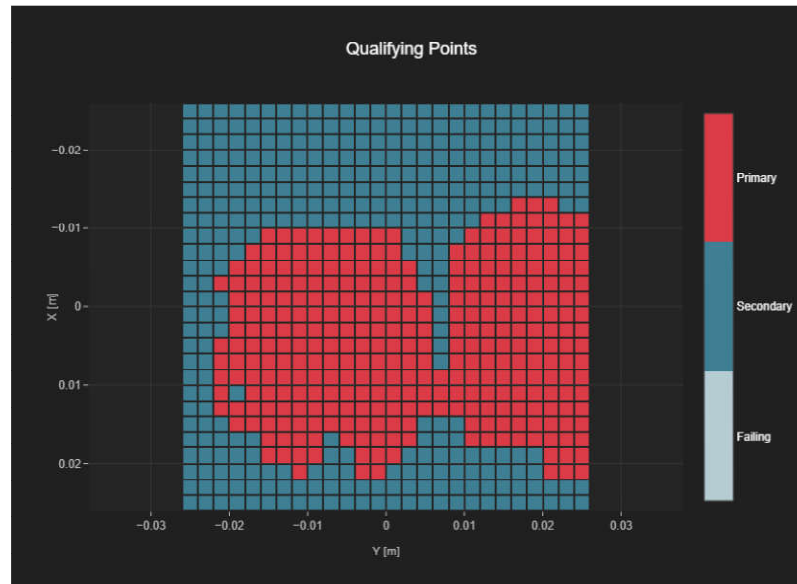 Qualifying Points
−0.02
−0.01
0
0.01
0.02
X [m]
−0.03
−0.02
−0.01
0
0.01
0.02
0.03
Y [m]
Primary
Secondary
Failing